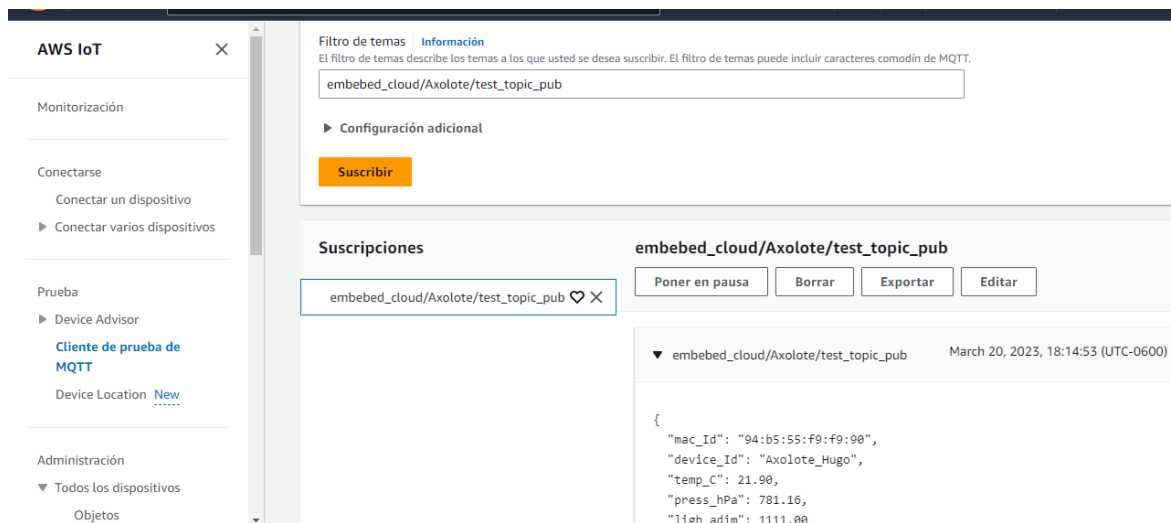 AWS IoT
Monitorización
Conectarse
Conectar un dispositivo
Conectar varios dispositivos
Prueba
Device Advisor
Cliente de prueba de
MQTT
Device Location New
Administración
Todos los dispositivos
Objetos
Filtro de temas Información
El filtro de temas describe los temas a los que usted se desea suscribir. El filtro de temas puede incluir caracteres comodín de MQTT.
embebed_cloud/Axolote/test_topic_pub
Configuración adicional
Suscribir
Suscripciones
embebed_cloud/Axolote/test_topic_pub
embebed_cloud/Axolote/test_topic_pub
Poner en pausa Borrar Exportar Editar
embebed_cloud/Axolote/test_topic_pub March 20, 2023, 18:14:53 (UTC-0600)
{
"mac_Id": "94:b5:55:f9:f9:90",
"device_Id": "Axolote_Hugo",
"temp_C": 21.90,
"press_hPa": 781.16,
"ligh_adim": 1111.00